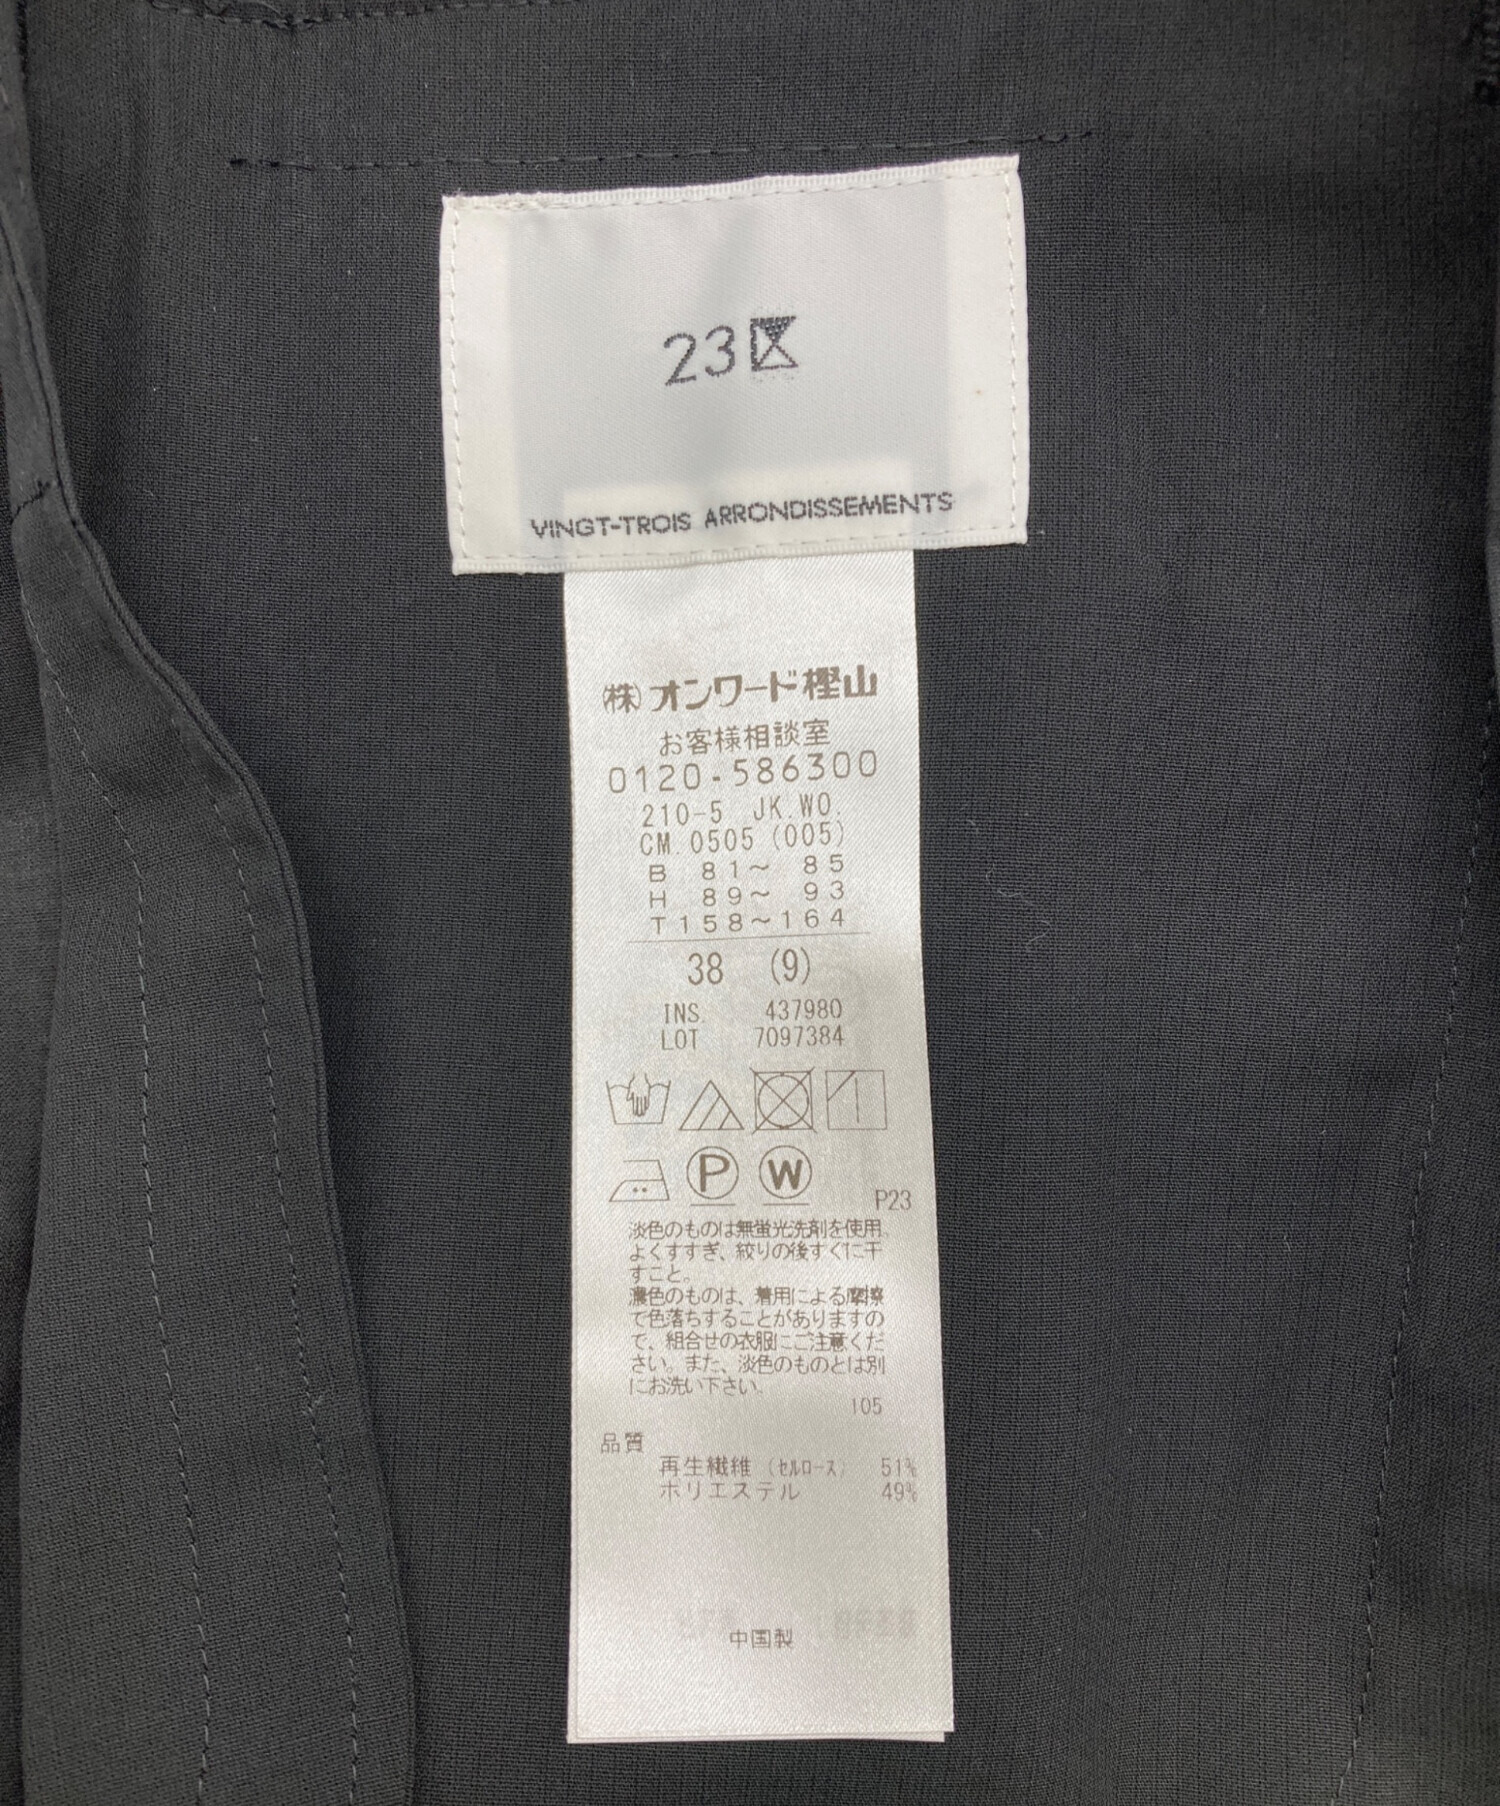 23区
VINGT-TROIS ARRONDISSEMENTS
(株)オンワード樫山
お客様相談室
0120-586300
210-5 JK.WO.
CM.0505(005)
B 81～ 85
H 89～ 93
T158～164
38 (9)
INS. 437980
LOT 7097384
P W
P23
淡色のものは無蛍光洗剤を使用。
よくすすぎ、絞りの後すぐに干
すこと。
濃色のものは、着用による摩擦
で色落ちすることがありますの
で、組合せの衣服にご注意くだ
さい。また、淡色のものとは別
にお洗い下さい。
105
品質
再生繊維(ｾﾙﾛｰｽ) 51%
ポリエステル 49%
中国製